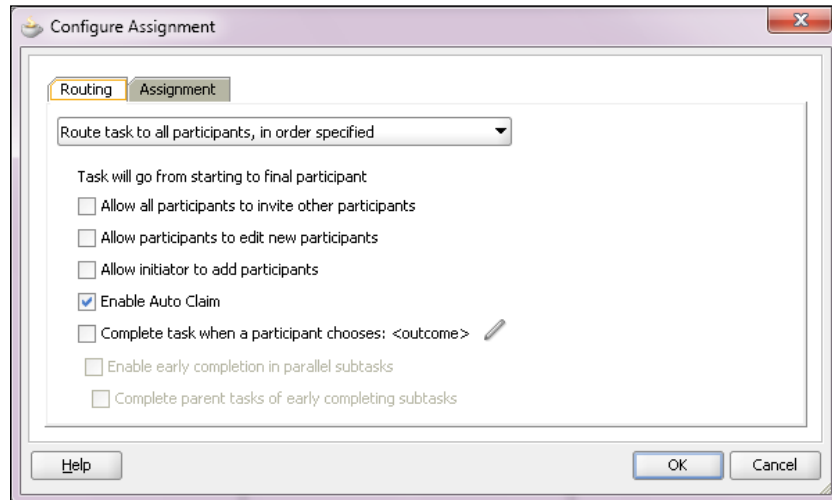 Configure Assignment
Routing Assignment
Route task to all participants, in order specified
Task will go from starting to final participant
Allow all participants to invite other participants
Allow participants to edit new participants
Allow initiator to add participants
Enable Auto Claim
Complete task when a participant chooses: <outcome>
Enable early completion in parallel subtasks
Complete parent tasks of early completing subtasks
Help OK Cancel